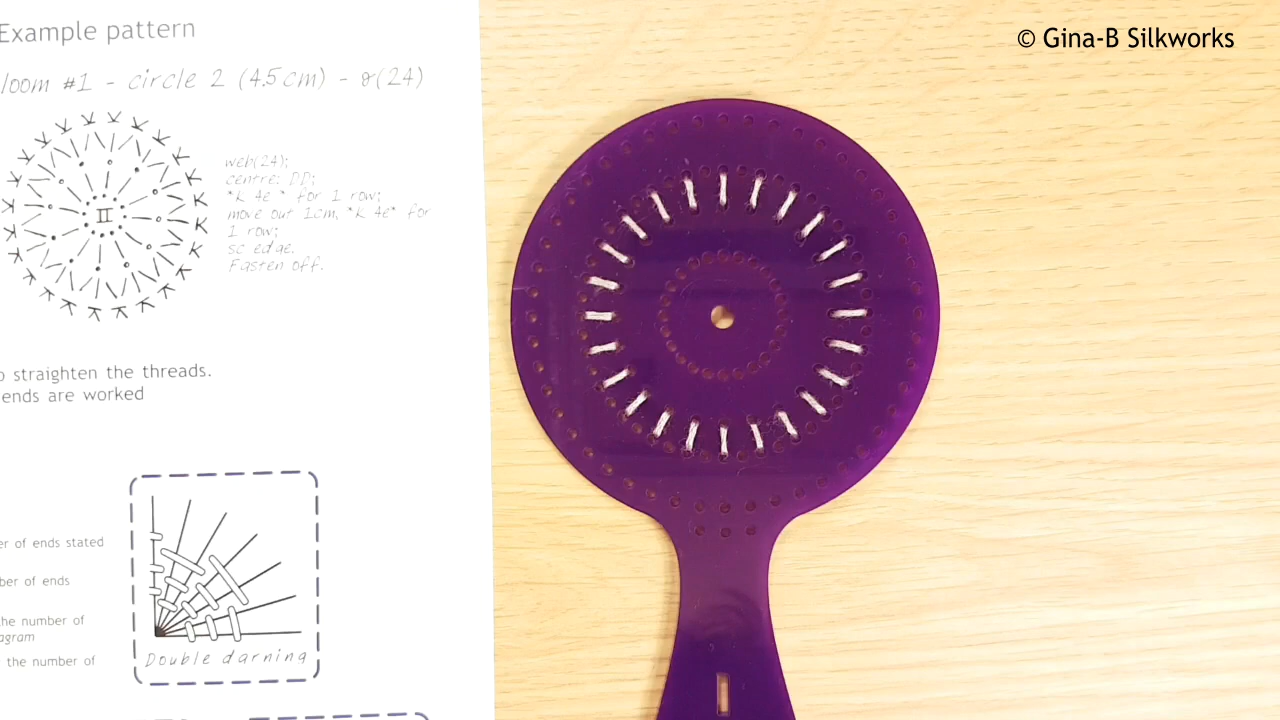 © Gina-B Silkworks
Example pattern
loom #1 - circle 2 (4.5cm) - (24)
web(24);
centre: DD;
*k 4e * for 1 row;
move out 1cm, *k 4e* for
1 row;
sc edge.
Fasten off.
II
o straighten the threads.
ends are worked
er of ends stated
ber of ends
he number of
agram
the number of
Double darning